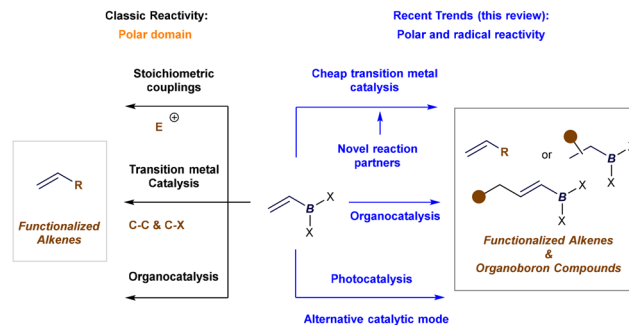 Classic Reactivity:
Polar domain
Recent Trends (this review):
Polar and radical reactivity
Stoichiometric
couplings
E ⊕
Transition metal
Catalysis
C-C & C-X
Organocatalysis
R
Functionalized
Alkenes
B
X
X
Cheap transition metal
catalysis
Novel reaction
partners
Organocatalysis
Photocatalysis
Alternative catalytic mode
R
or
B
X
X
B
X
X
Functionalized Alkenes
&
Organoboron Compounds